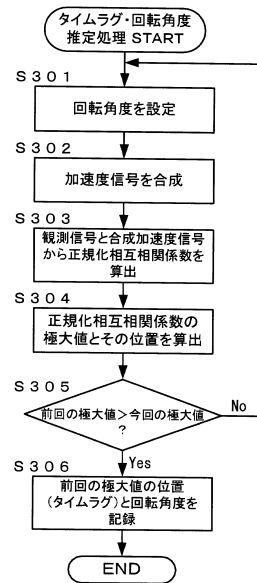 タイムラグ・回転角度
推定処理 START
S301
回転角度を設定
S302
加速度信号を合成
S303
観測信号と合成加速度信号
から正規化相互相関係数を
算出
S304
正規化相互相関係数の
極大値とその位置を算出
S305
前回の極大値>今回の極大値
?
No
Yes
S306
前回の極大値の位置
(タイムラグ)と回転角度を
記録
END